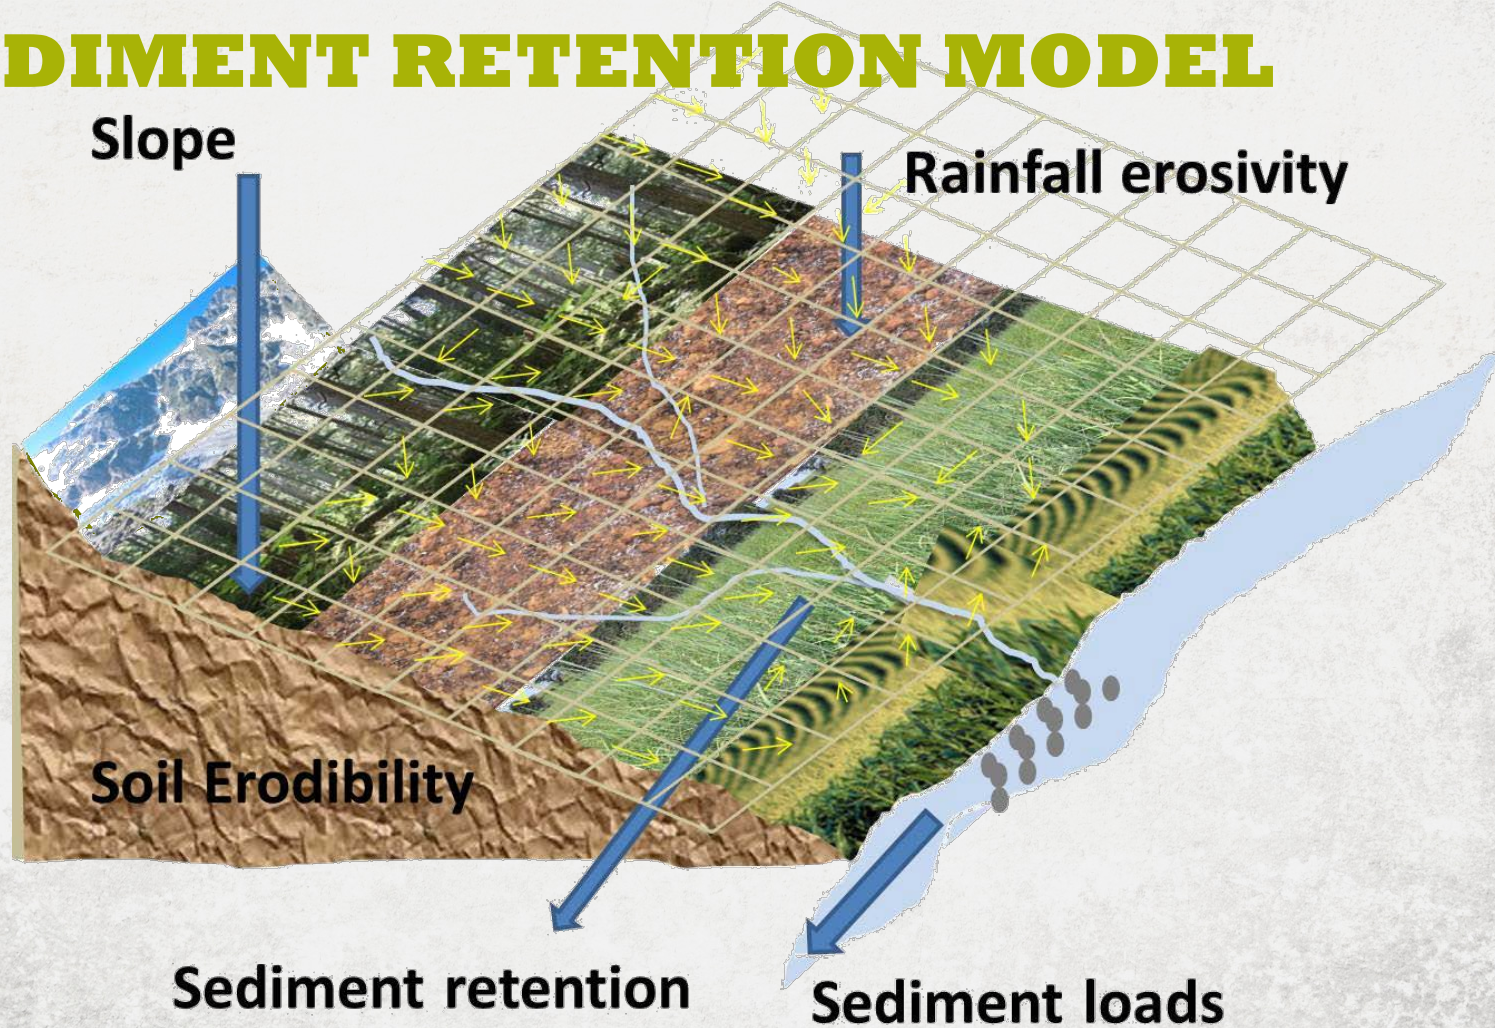 DIMENT RETENTION MODEL
Slope
Rainfall erosivity
Soil Erodibility
Sediment retention
Sediment loads